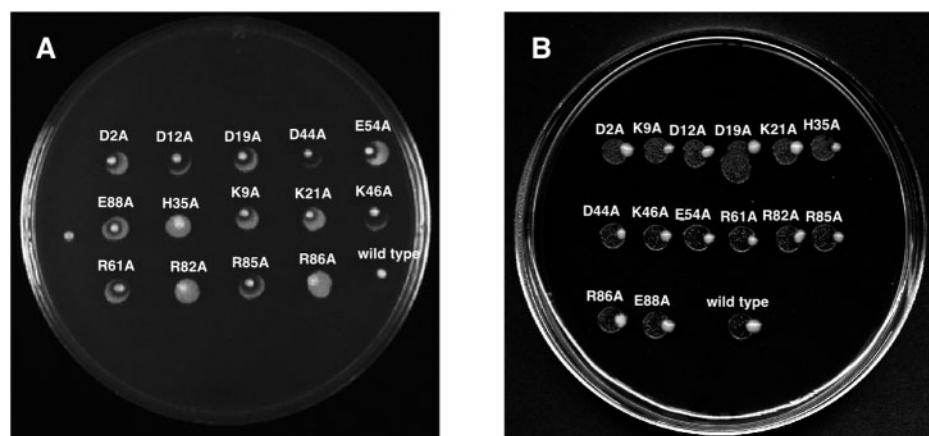 A
D2A D12A D19A D44A E54A
E88A H35A K9A K21A K46A
R61A R82A R85A R86A wild type
B
D2A K9A D12A D19A K21A H35A
D44A K46A E54A R61A R82A R85A
R86A E88A wild type